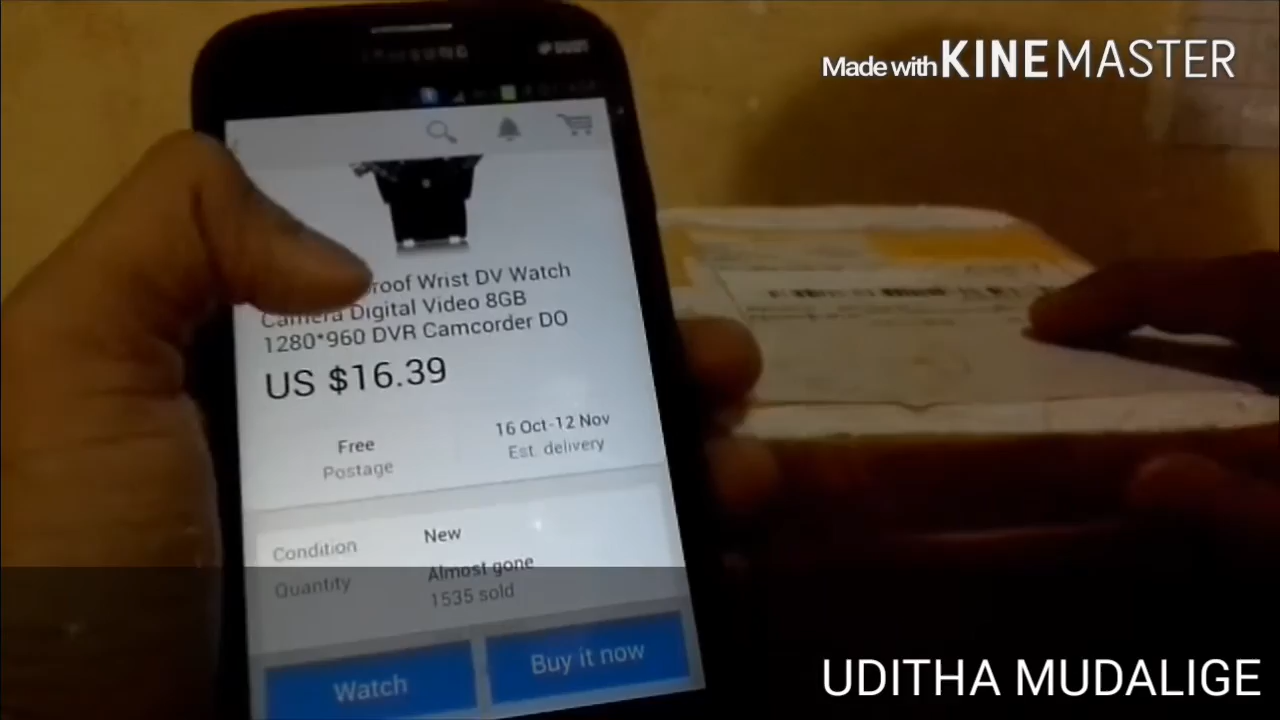 Made with KINEMASTER
roof Wrist DV Watch
Camera Digital Video 8GB
1280*960 DVR Camcorder DO
US $16.39
16 Oct-12 Nov
Free
Est. delivery
Postage
Condition New
Quantity Almost gone
1535 sold
Watch
Buy it now
UDITHA MUDALIGE